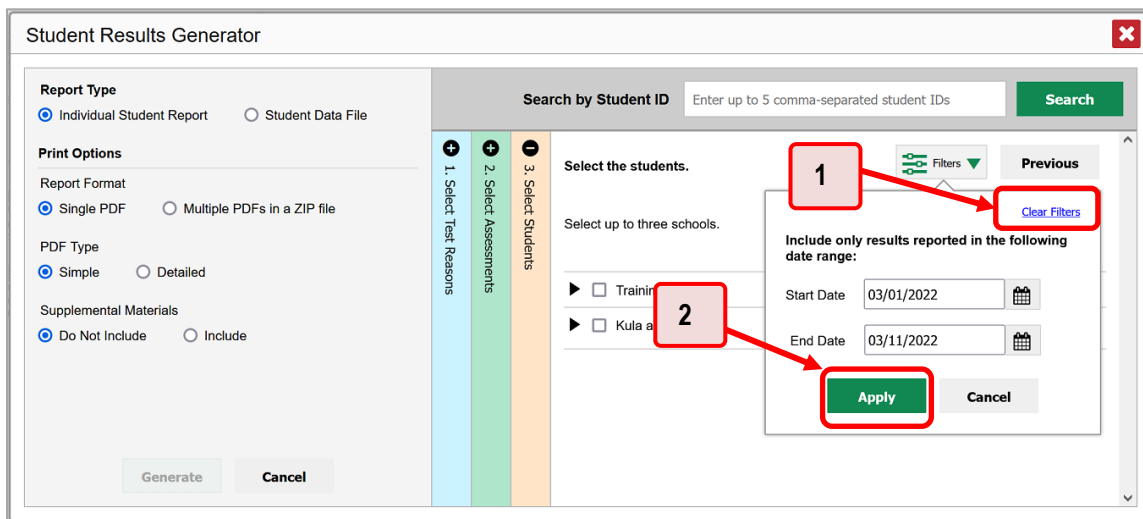 Student Results Generator
Report Type
Individual Student Report Student Data File
Print Options
Report Format
Single PDF Multiple PDFs in a ZIP file
PDF Type
Simple Detailed
Supplemental Materials
Do Not Include Include
Generate Cancel
Search by Student ID Enter up to 5 comma-separated student IDs Search
1. Select Test Reasons
2. Select Assessments
3. Select Students
Select the students.
Filters Previous
1
Clear Filters
Select up to three schools.
Include only results reported in the following
date range:
Start Date 03/01/2022
Trainin
2
Kula a
End Date 03/11/2022
Apply Cancel